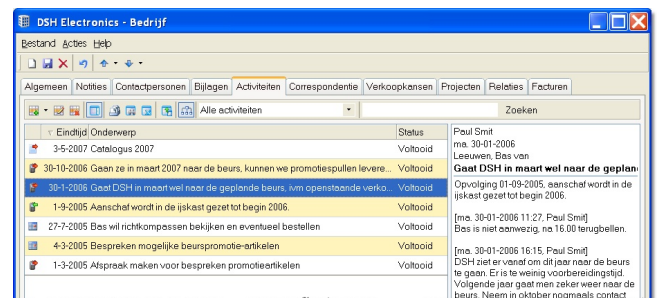 DSH Electronics - Bedrijf
Bestand Acties Help
Algemeen Notities Contactpersonen Bijlagen Activiteiten Correspondentie Verkoopkansen Projecten Relaties Facturen
Alle activiteiten Zoeken
Eindtijd Onderwerp Status
3-5-2007 Catalogus 2007 Voltooid
30-10-2006 Gaan ze in maart 2007 naar de beurs, kunnen we promotiespullen levere... Voltooid
30-1-2006 Gaat DSH in maart wel naar de geplande beurs, ivm openstaande verko... Voltooid
1-9-2005 Aanschaf wordt in de ijskast gezet tot begin 2006. Voltooid
27-7-2005 Bas wil richtkompassen bekijken en eventueel bestellen Voltooid
4-3-2005 Bespreken mogelijke beurspromotie-artikelen Voltooid
1-3-2005 Afspraak maken voor bespreken promotieartikelen Voltooid
Paul Smit
ma. 30-01-2006
Leeuwen, Bas van
Gaat DSH in maart wel naar de geplan
Opvolging 01-09-2005, aanschaf wordt in de
ijskast gezet tot begin 2006.
[ma. 30-01-2006 11:27, Paul Smit]
Bas is niet aanwezig, na 16.00 terugbellen.
[ma. 30-01-2006 16:15, Paul Smit]
DSH ziet er vanaf om dit jaar naar de beurs
te gaan. Er is te weinig voorbereidingstijd.
Volgende jaar gaat men zeker weer naar de
beurs. Neem in oktober nogmaals contact